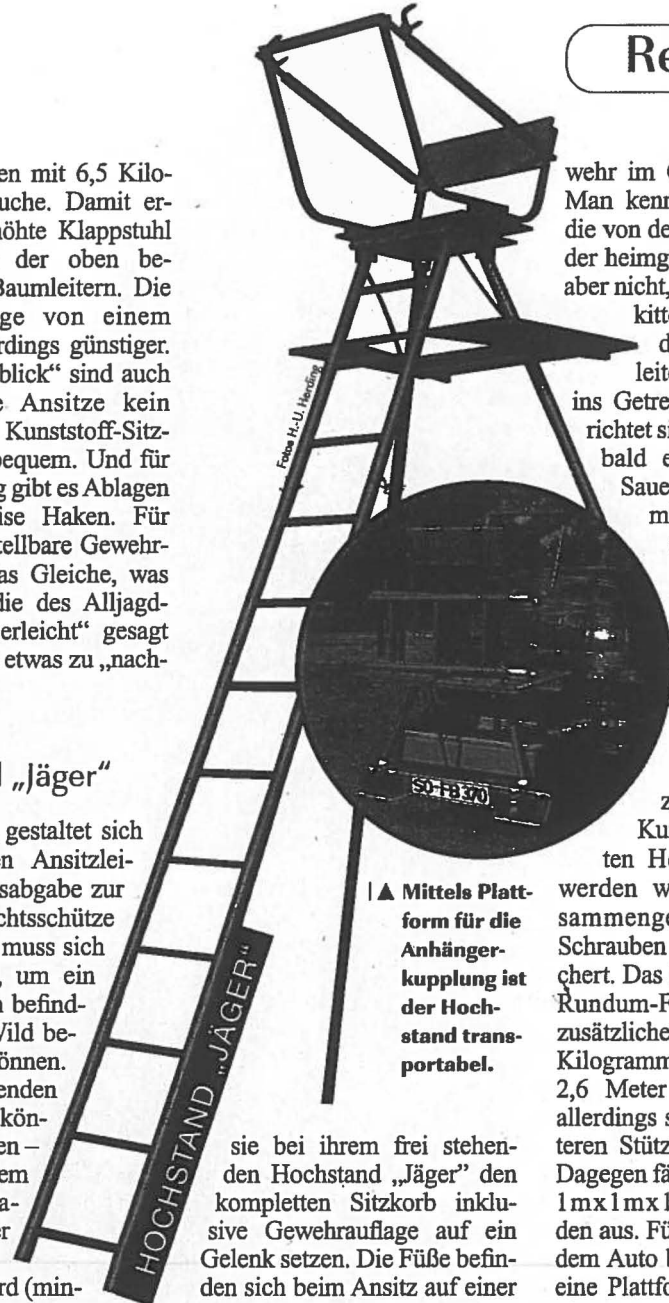 Re
en mit 6,5 Kilo-
uche. Damit er-
öhte Klappstuhl
der oben be-
Baumleitern. Die
ge von einem
rdings günstiger.
blick“ sind auch
e Ansitze kein
Kunststoff-Sitz-
bequem. Und für
g gibt es Ablagen
ise Haken. Für
tellbare Gewehr-
as Gleiche, was
die des Alljagd-
erleicht“ gesagt
etwas zu „nach-
„Jäger“
gestaltet sich
en Ansitzlei-
sabgabe zur
chtsschütze
muss sich
, um ein
n befind-
Wild be-
önnen.
enden
kön-
en –
em
a-
er
rd (min-
Fotos H.-U. Herding
SO-FB 370
HOCHSTAND „JÄGER“
▲ Mittels Platt-
form für die
Anhänger-
kupplung ist
der Hoch-
stand trans-
portabel.
sie bei ihrem frei stehen-
den Hochstand „Jäger“ den
kompletten Sitzkorb inklu-
sive Gewehrauflage auf ein
Gelenk setzen. Die Füße befin-
den sich beim Ansitz auf einer
wehr im
Man kenn
die von de
der heimg
aber nicht,
kitte
d
leite
ins Getre
richtet si
bald e
Saue
m
z
Ku
ten He
werden w
sammenge
Schrauben
chert. Das
Rundum-F
zusätzliche
Kilogramm
2,6 Meter
allerdings s
teren Stütz
Dagegen fä
1mx1mx1
den aus. Fü
dem Auto b
eine Plattfo